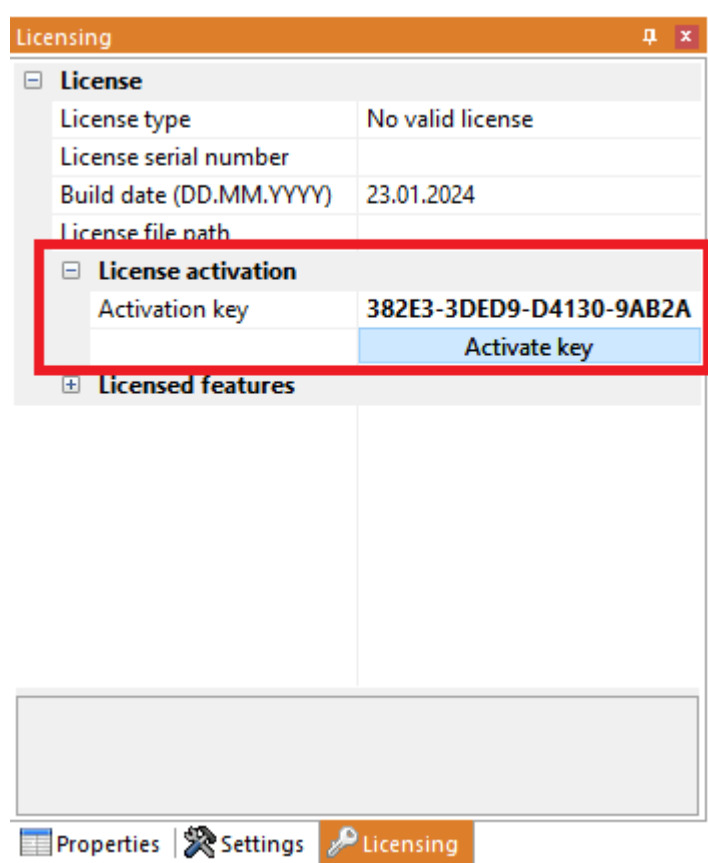 Licensing
License
License type No valid license
License serial number
Build date (DD.MM.YYYY) 23.01.2024
License file path
License activation
Activation key 382E3-3DED9-D4130-9AB2A
Activate key
Licensed features
Properties Settings Licensing